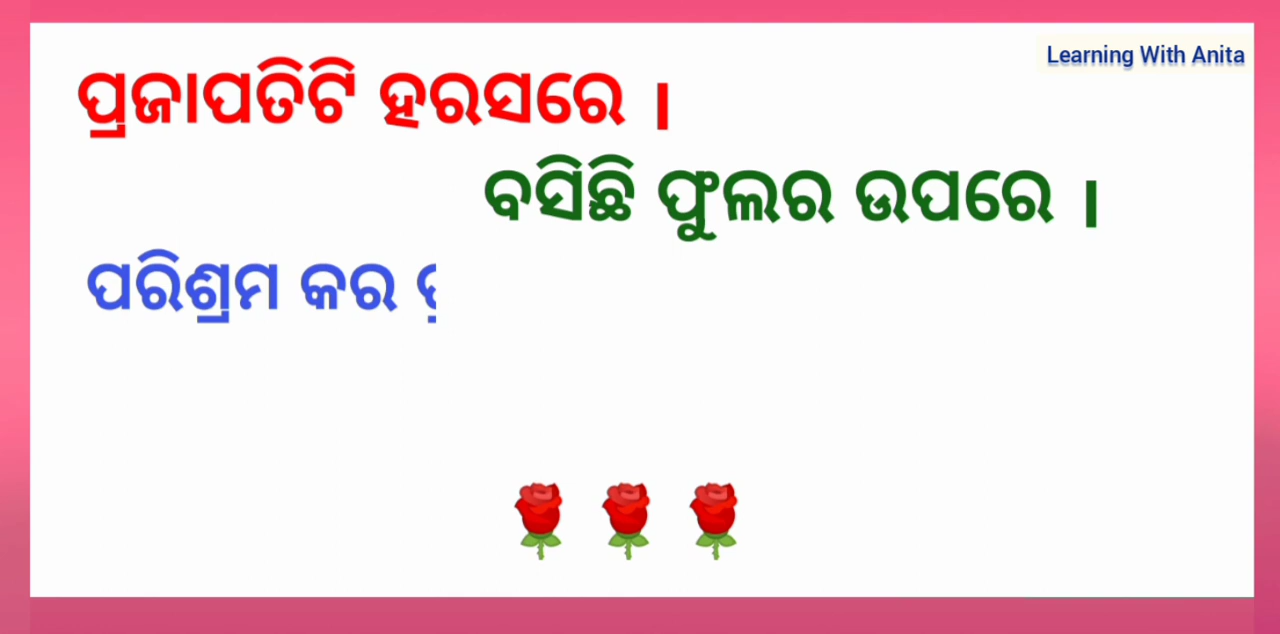 Learning With Anita
ପ୍ରଜାପତିଟି ହରସରେ ।
ବସିଛି ଫୁଲର ଉପରେ ।
ପରିଶ୍ରମ କର